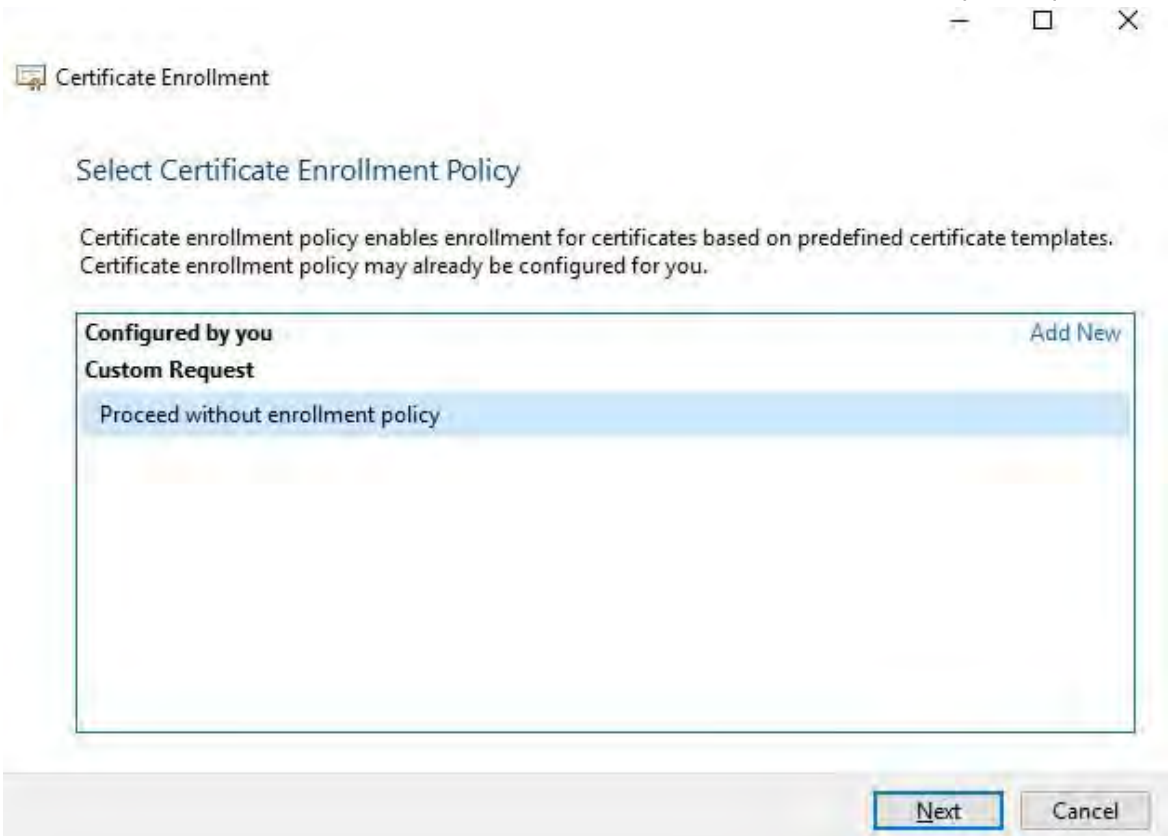 Certificate Enrollment
Select Certificate Enrollment Policy
Certificate enrollment policy enables enrollment for certificates based on predefined certificate templates.
Certificate enrollment policy may already be configured for you.
Configured by you Add New
Custom Request
Proceed without enrollment policy
Next Cancel